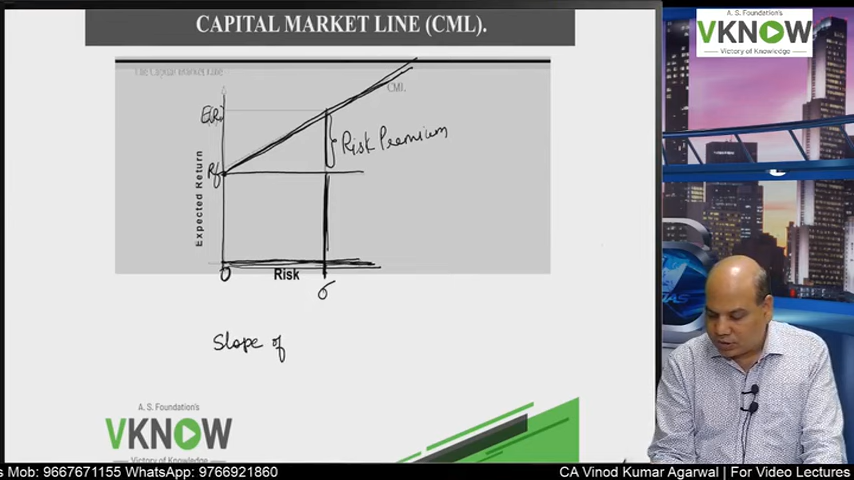 CAPITAL MARKET LINE (CML).
A. S. Foundation's
VKNOW
Victory of Knowledge
The Capital Market Line
CML
E(R)
Risk Premium
Rf
Expected Return
0
Risk
σ
Slope of
A. S. Foundation's
VKNOW
Victory of Knowledge
s Mob: 9667671155 WhatsApp: 9766921860
CA Vinod Kumar Agarwal | For Video Lectures